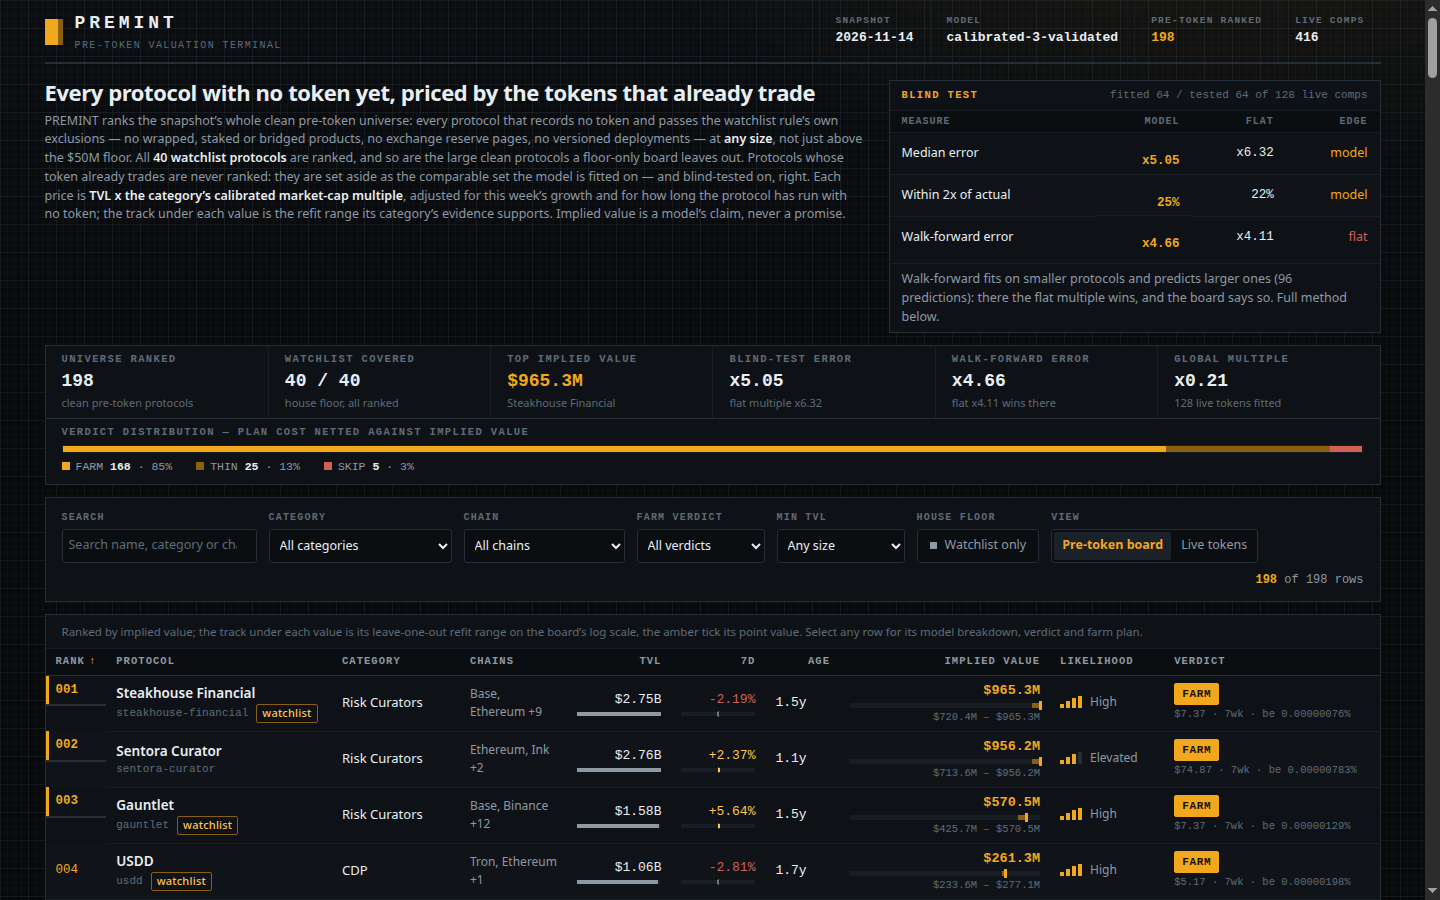 PREMINT
PRE-TOKEN VALUATION TERMINAL
SNAPSHOT
2026-11-14
MODEL
calibrated-3-validated
PRE-TOKEN RANKED
198
LIVE COMPS
416
Every protocol with no token yet, priced by the tokens that already trade
PREMINT ranks the snapshot's whole clean pre-token universe: every protocol that records no token and passes the watchlist rule's own
exclusions — no wrapped, staked or bridged products, no exchange reserve pages, no versioned deployments — at any size, not just above
the $50M floor. All 40 watchlist protocols are ranked, and so are the large clean protocols a floor-only board leaves out. Protocols whose
token already trades are never ranked: they are set aside as the comparable set the model is fitted on — and blind-tested on, right. Each
price is TVL x the category's calibrated market-cap multiple, adjusted for this week's growth and for how long the protocol has run with
no token; the track under each value is the refit range its category's evidence supports. Implied value is a model's claim, never a promise.
BLIND TEST fitted 64 / tested 64 of 128 live comps
MEASURE MODEL FLAT EDGE
Median error x5.05 x6.32 model
Within 2x of actual 25% 22% model
Walk-forward error x4.66 x4.11 flat
Walk-forward fits on smaller protocols and predicts larger ones (96
predictions): there the flat multiple wins, and the board says so. Full method
below.
UNIVERSE RANKED
198
clean pre-token protocols
WATCHLIST COVERED
40 / 40
house floor, all ranked
TOP IMPLIED VALUE
$965.3M
Steakhouse Financial
BLIND-TEST ERROR
x5.05
flat multiple x6.32
WALK-FORWARD ERROR
x4.66
flat x4.11 wins there
GLOBAL MULTIPLE
x0.21
128 live tokens fitted
VERDICT DISTRIBUTION — PLAN COST NETTED AGAINST IMPLIED VALUE
FARM 168 · 85% THIN 25 · 13% SKIP 5 · 3%
SEARCH
Search name, category or ch
CATEGORY
All categories
CHAIN
All chains
FARM VERDICT
All verdicts
MIN TVL
Any size
HOUSE FLOOR
Watchlist only
VIEW
Pre-token board Live tokens
198 of 198 rows
Ranked by implied value; the track under each value is its leave-one-out refit range on the board's log scale, the amber tick its point value. Select any row for its model breakdown, verdict and farm plan.
RANK ↑ PROTOCOL CATEGORY CHAINS TVL 7D AGE IMPLIED VALUE LIKELIHOOD VERDICT
001 Steakhouse Financial
steakhouse-financial watchlist
Risk Curators
Base,
Ethereum +9
$2.75B -2.19% 1.5y $965.3M
$720.4M – $965.3M
High
FARM
$7.37 · 7wk · be 0.00000076%
002 Sentora Curator
sentora-curator
Risk Curators
Ethereum, Ink
+2
$2.76B +2.37% 1.1y $956.2M
$713.6M – $956.2M
Elevated
FARM
$74.87 · 7wk · be 0.00000783%
003 Gauntlet
gauntlet watchlist
Risk Curators
Base, Binance
+12
$1.58B +5.64% 1.5y $570.5M
$425.7M – $570.5M
High
FARM
$7.37 · 7wk · be 0.00000129%
004 USDD
usdd watchlist
CDP
Tron, Ethereum
+1
$1.06B -2.81% 1.7y $261.3M
$233.6M – $277.1M
High
FARM
$5.17 · 7wk · be 0.00000198%